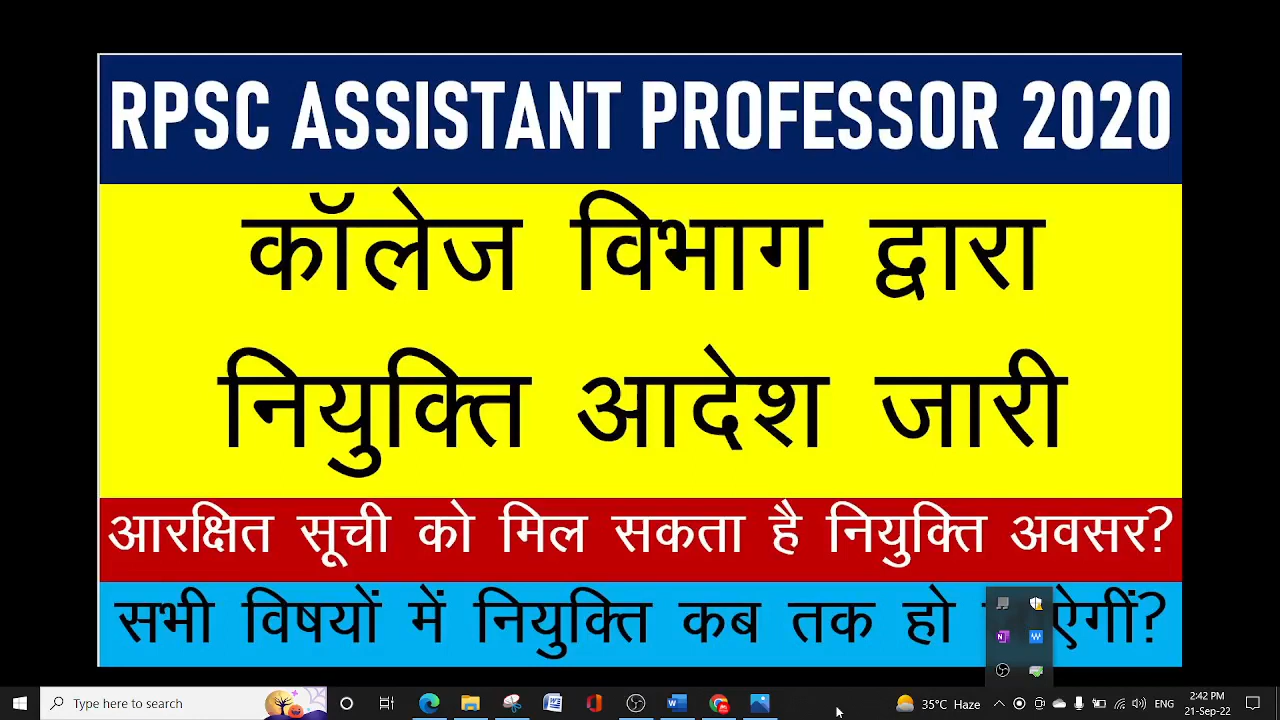 RPSC ASSISTANT PROFESSOR 2020
कॉलेज विभाग द्वारा
नियुक्ति आदेश जारी
आरक्षित सूची को मिल सकता है नियुक्ति अवसर?
सभी विषयों में नियुक्ति कब तक हो
Type here to search
35°C Haze
ENG
2:42 PM
21-Sep-22